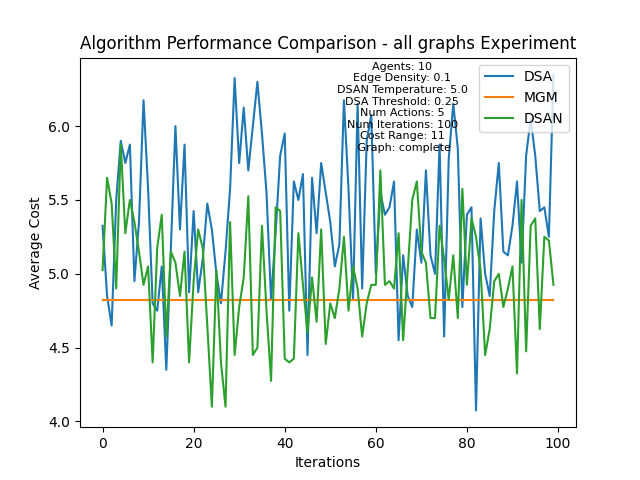 Algorithm Performance Comparison - all graphs Experiment
Agents: 10
Edge Density: 0.1
DSAN Temperature: 5.0
DSA Threshold: 0.25
Num Actions: 5
Num Iterations: 100
Cost Range: 11
Graph: complete
DSA
MGM
DSAN
Average Cost
6.0
5.5
5.0
4.5
4.0
0
20
40
60
80
100
Iterations